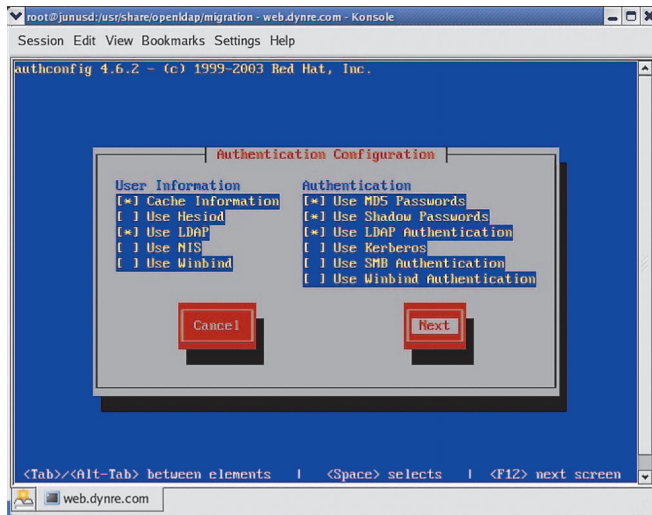 root@junusd:/usr/share/openldap/migration - web.dynre.com - Konsole
Session Edit View Bookmarks Settings Help
authconfig 4.6.2 - (c) 1999-2003 Red Hat, Inc.
Authentication Configuration
User Information
[*] Cache Information
[ ] Use Hesiod
[*] Use LDAP
[ ] Use NIS
[ ] Use Winbind
Authentication
[*] Use MD5 Passwords
[*] Use Shadow Passwords
[*] Use LDAP Authentication
[ ] Use Kerberos
[ ] Use SMB Authentication
[ ] Use Winbind Authentication
Cancel
Next
<Tab>/<Alt-Tab> between elements | <Space> selects | <F12> next screen
web.dynre.com